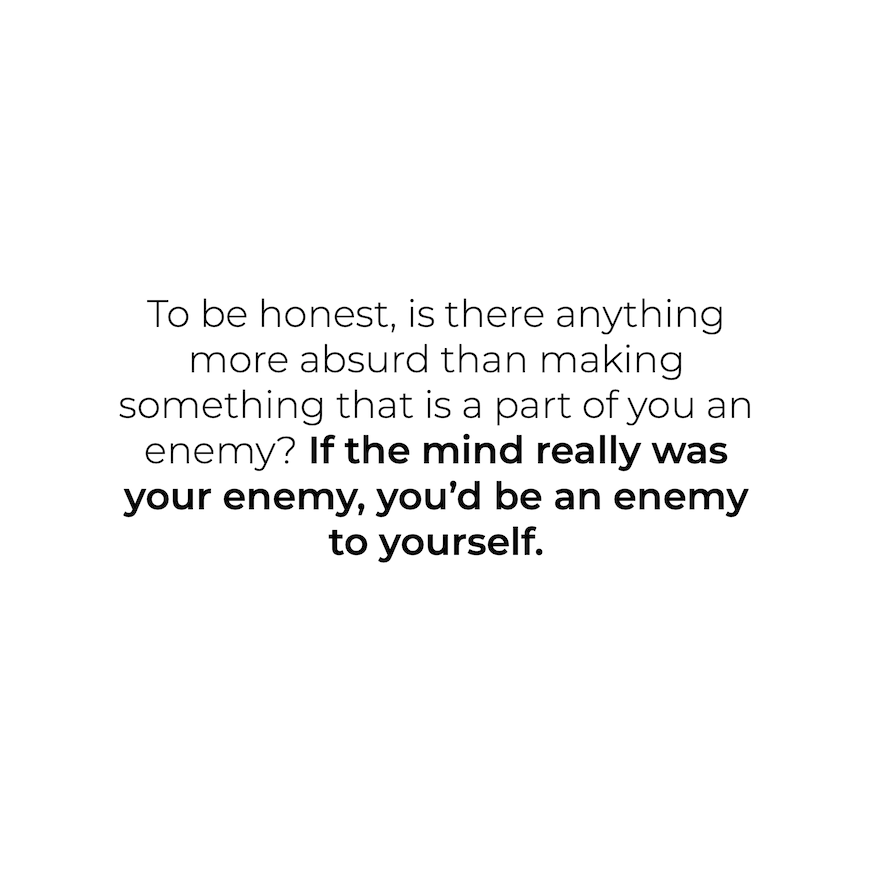 To be honest, is there anything
more absurd than making
something that is a part of you an
enemy? If the mind really was
your enemy, you’d be an enemy
to yourself.